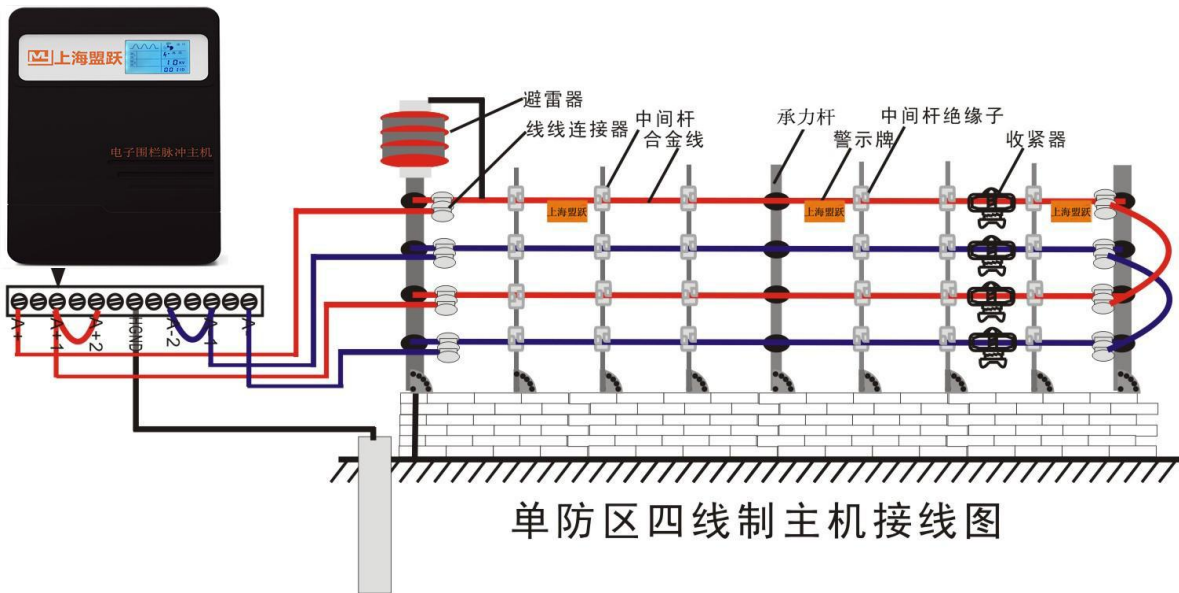 上海盟跃
电子围栏脉冲主机
避雷器
线线连接器
中间杆
合金线
承力杆
警示牌
中间杆绝缘子
收紧器
上海盟跃
上海盟跃
上海盟跃
A+
A+1
A+2
HGND
A-2
A-1
A-
单防区四线制主机接线图